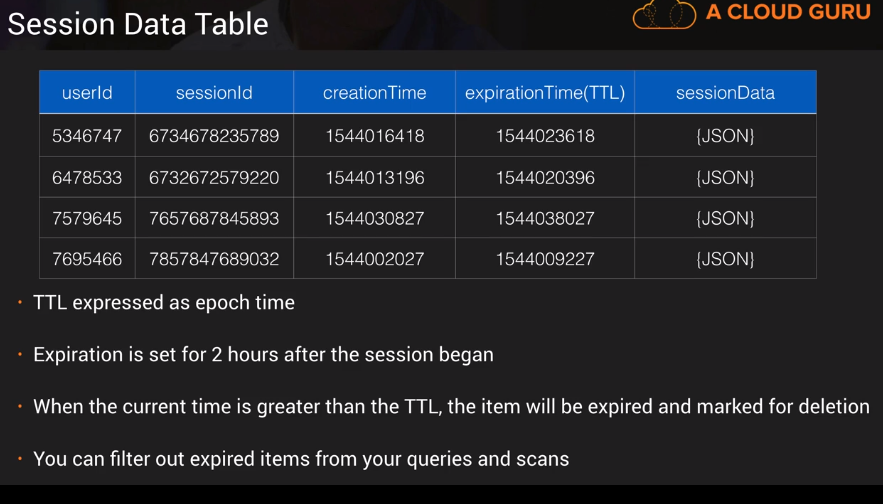 Session Data Table
A CLOUD GURU
userId sessionId creationTime expirationTime(TTL) sessionData
5346747 6734678235789 1544016418 1544023618 {JSON}
6478533 6732672579220 1544013196 1544020396 {JSON}
7579645 7657687845893 1544030827 1544038027 {JSON}
7695466 7857847689032 1544002027 1544009227 {JSON}
• TTL expressed as epoch time
• Expiration is set for 2 hours after the session began
• When the current time is greater than the TTL, the item will be expired and marked for deletion
• You can filter out expired items from your queries and scans